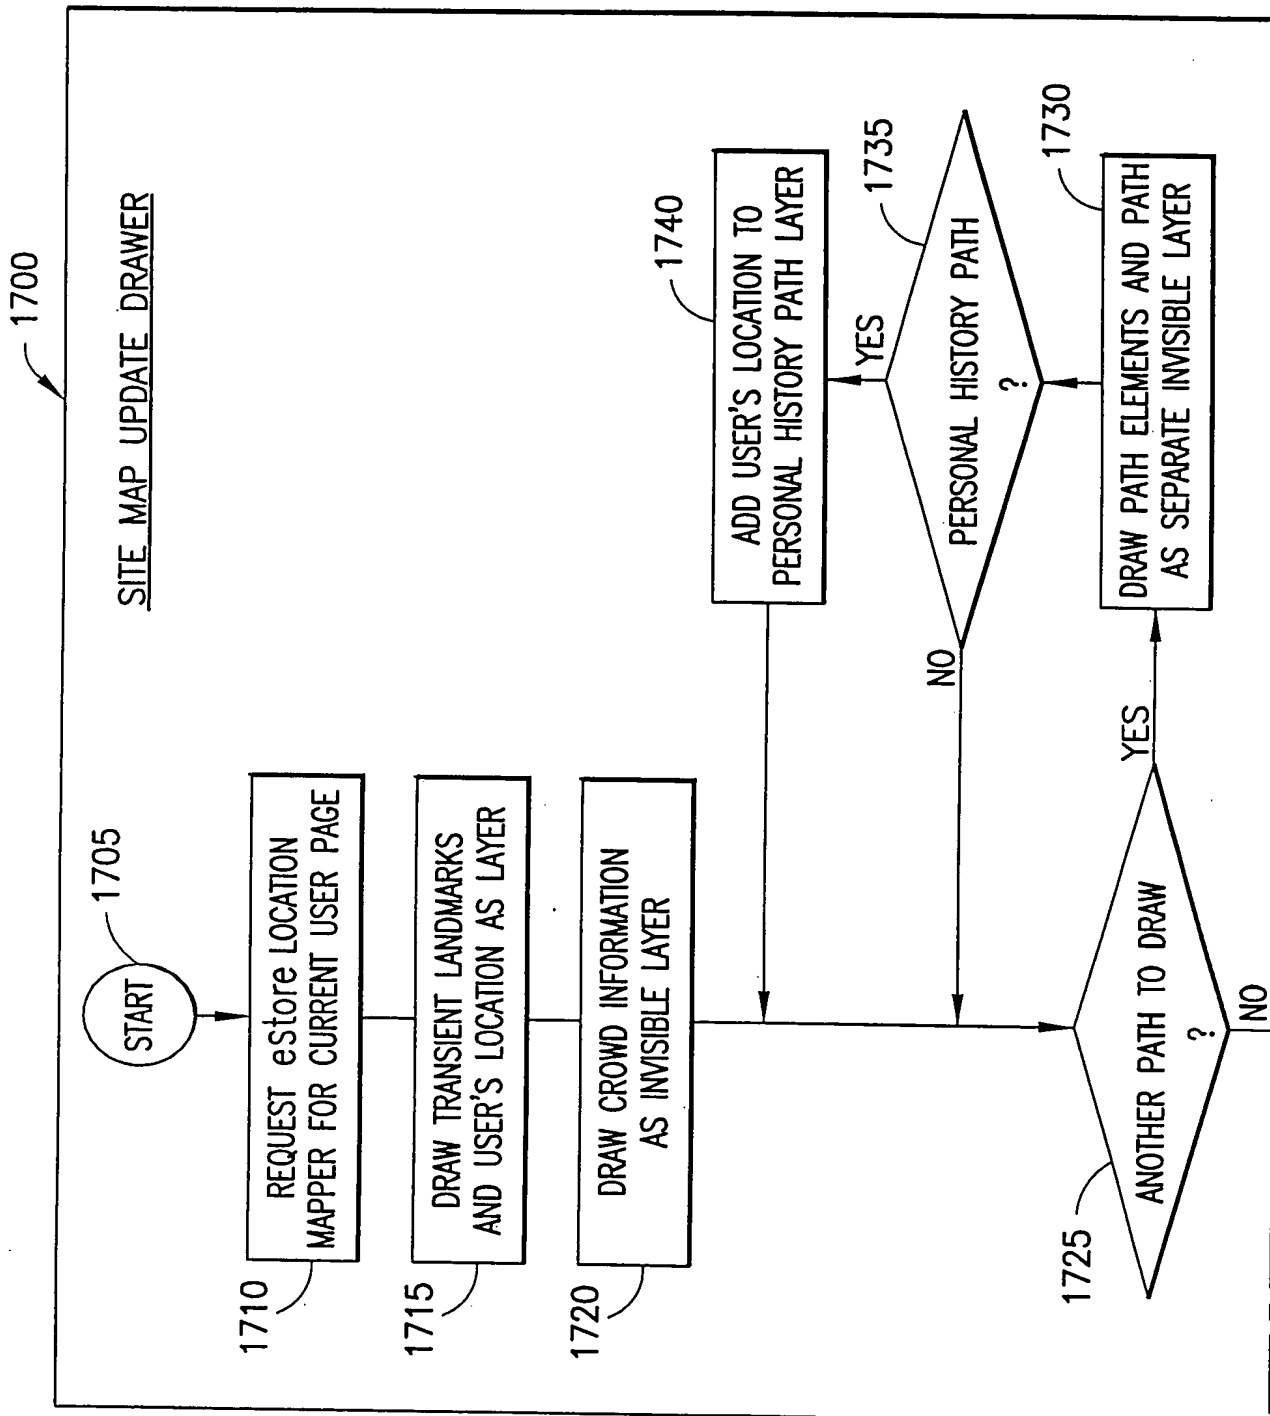 1700
SITE MAP UPDATE DRAWER
1705
START
1710
REQUEST eStore LOCATION
MAPPER FOR CURRENT USER PAGE
1715
DRAW TRANSIENT LANDMARKS
AND USER'S LOCATION AS LAYER
1720
DRAW CROWD INFORMATION
AS INVISIBLE LAYER
1725
ANOTHER PATH TO DRAW
?
YES
NO
1730
DRAW PATH ELEMENTS AND PATH
AS SEPARATE INVISIBLE LAYER
1735
PERSONAL HISTORY PATH
?
YES
NO
1740
ADD USER'S LOCATION TO
PERSONAL HISTORY PATH LAYER